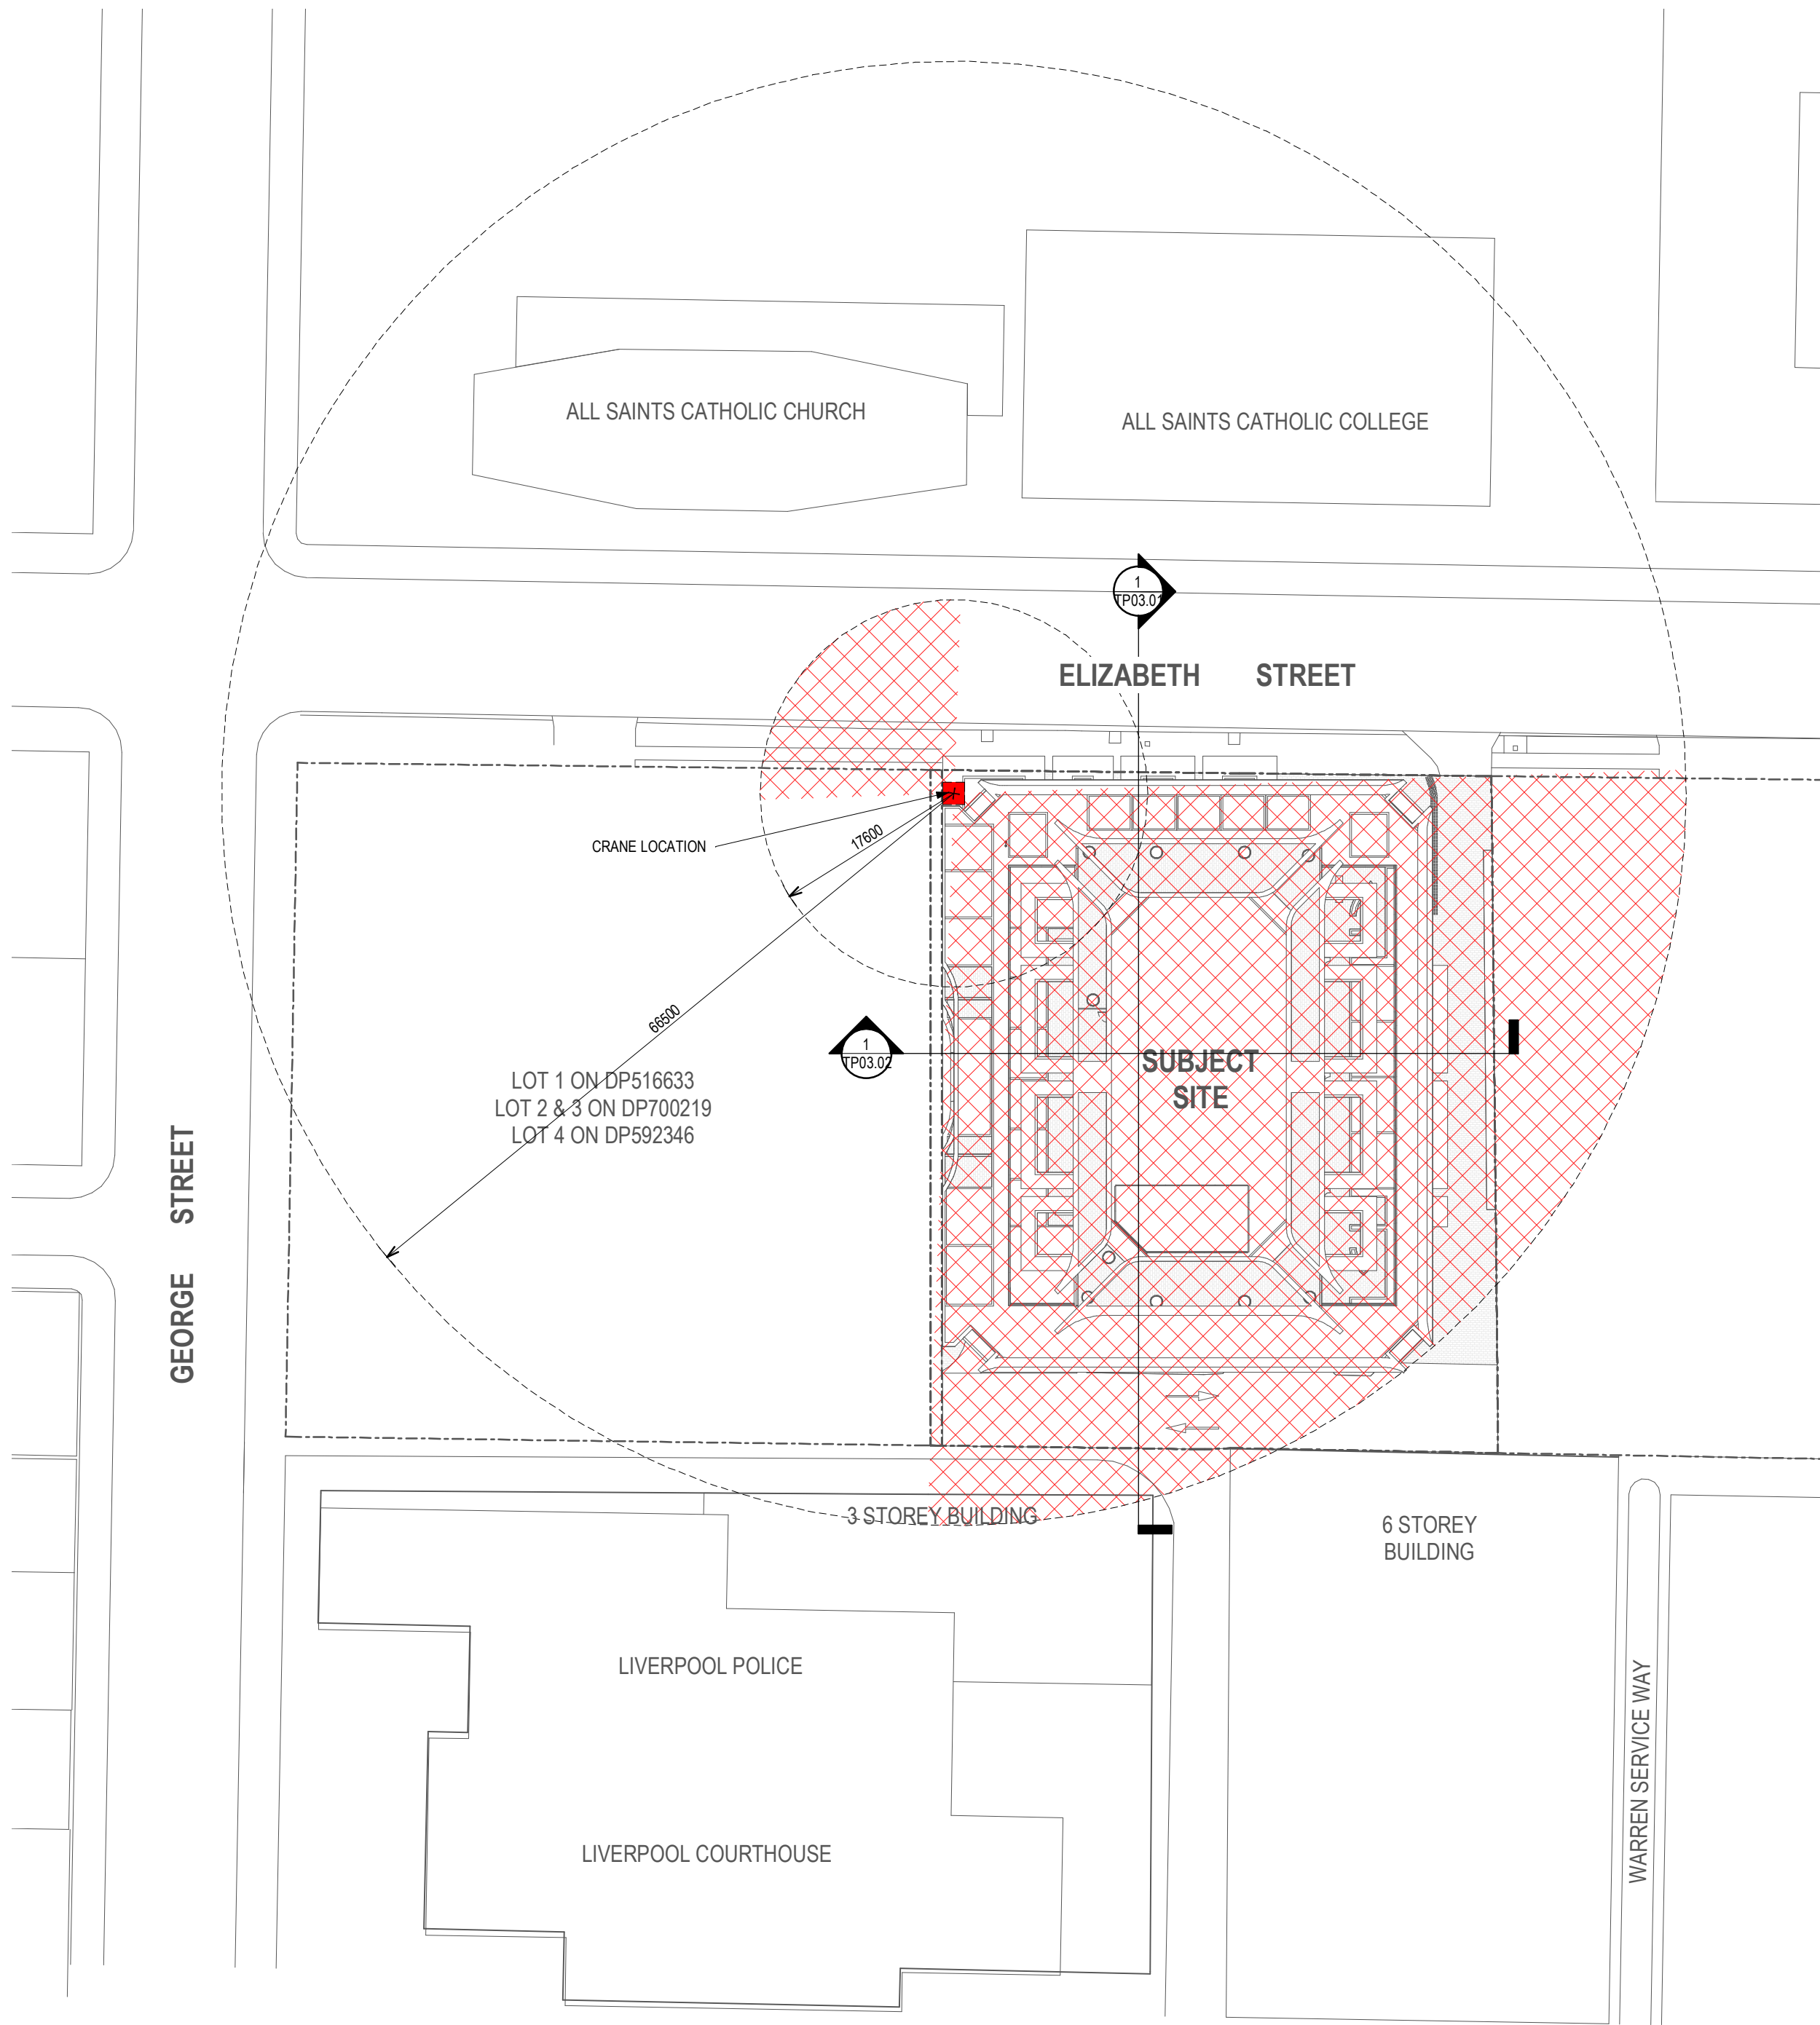 ALL SAINTS CATHOLIC CHURCH
ALL SAINTS CATHOLIC COLLEGE
1
TP03.01
ELIZABETH STREET
CRANE LOCATION
17600
66500
1
TP03.02
SUBJECT
SITE
LOT 1 ON DP516633
LOT 2 & 3 ON DP700219
LOT 4 ON DP592346
GEORGE STREET
3 STOREY BUILDING
6 STOREY
BUILDING
LIVERPOOL POLICE
LIVERPOOL COURTHOUSE
WARREN SERVICE WAY